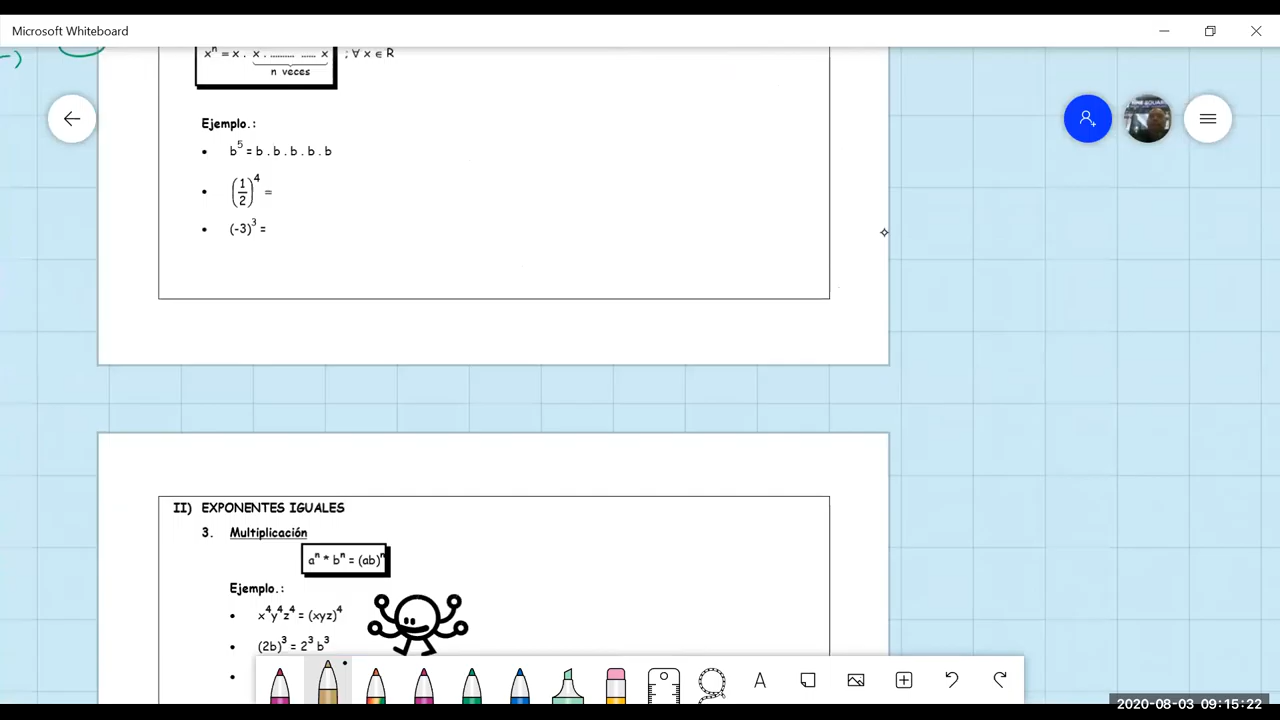 Microsoft Whiteboard
xⁿ = x . x . .......... ...... x ; ∀ x ∈ R
n veces
Ejemplo.:
• b⁵ = b . b . b . b . b
• (1/2)⁴ =
• (-3)³ =
II) EXPONENTES IGUALES
3. Multiplicación
aⁿ * bⁿ = (ab)ⁿ
Ejemplo.:
• x⁴y⁴z⁴ = (xyz)⁴
• (2b)³ = 2³ b³
•
2020-08-03 09:15:22